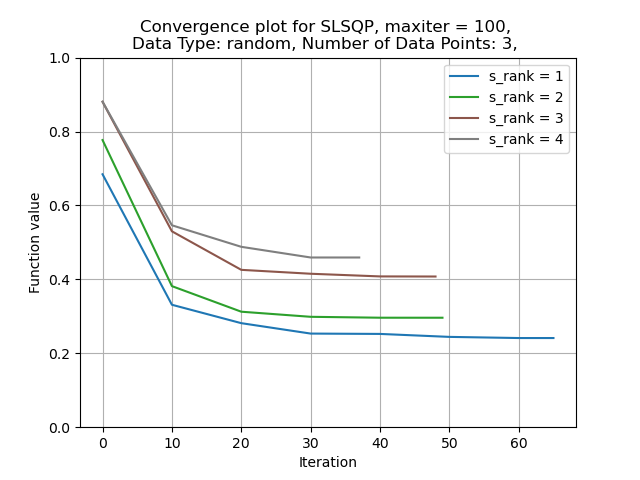 Convergence plot for SLSQP, maxiter = 100,
Data Type: random, Number of Data Points: 3,
s_rank = 1
s_rank = 2
s_rank = 3
s_rank = 4
1.0
0.8
0.6
0.4
0.2
0.0
Function value
0 10 20 30 40 50 60
Iteration